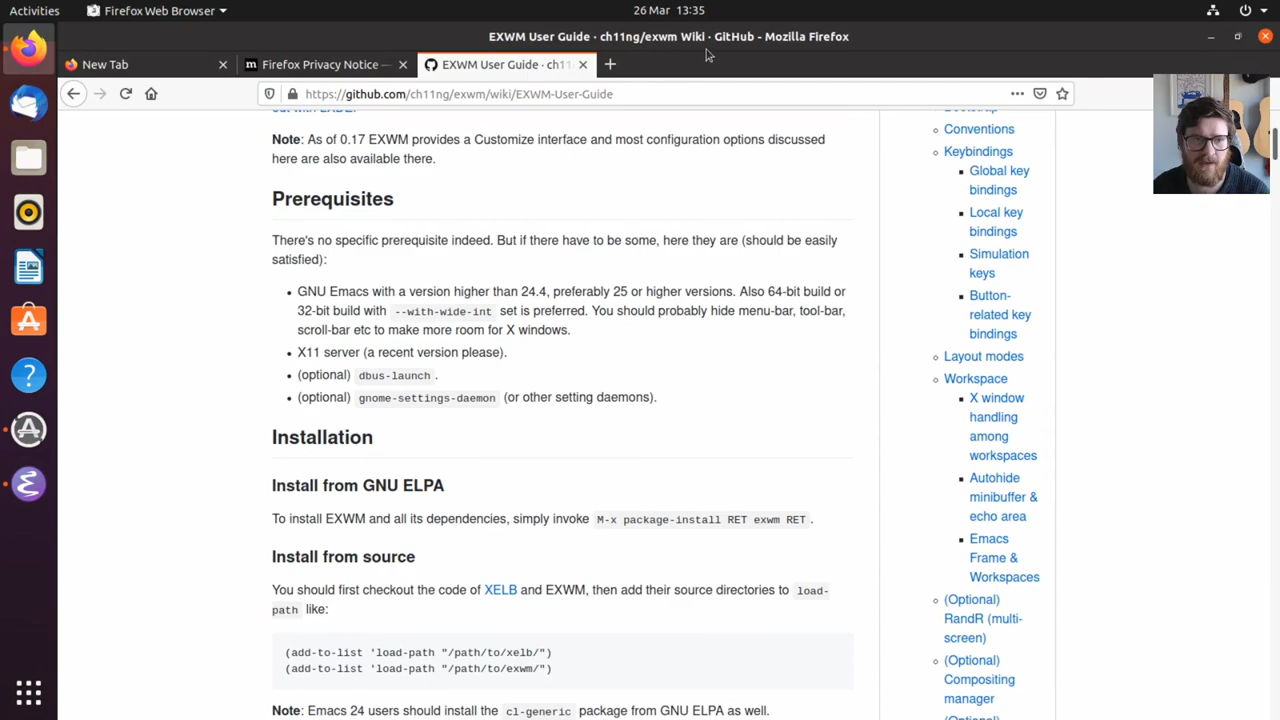 Activities
Firefox Web Browser
26 Mar 13:35
EXWM User Guide · ch11ng/exwm Wiki · GitHub - Mozilla Firefox
New Tab
Firefox Privacy Notice —
EXWM User Guide · ch11
https://github.com/ch11ng/exwm/wiki/EXWM-User-Guide
Note: As of 0.17 EXWM provides a Customize interface and most configuration options discussed
here are also available there.
Prerequisites
There's no specific prerequisite indeed. But if there have to be some, here they are (should be easily
satisfied):
GNU Emacs with a version higher than 24.4, preferably 25 or higher versions. Also 64-bit build or
32-bit build with --with-wide-int set is preferred. You should probably hide menu-bar, tool-bar,
scroll-bar etc to make more room for X windows.
X11 server (a recent version please).
(optional) dbus-launch .
(optional) gnome-settings-daemon (or other setting daemons).
Installation
Install from GNU ELPA
To install EXWM and all its dependencies, simply invoke M-x package-install RET exwm RET .
Install from source
You should first checkout the code of XELB and EXWM, then add their source directories to load-
path like:
(add-to-list 'load-path "/path/to/xelb/")
(add-to-list 'load-path "/path/to/exwm/")
Note: Emacs 24 users should install the cl-generic package from GNU ELPA as well.
Conventions
Keybindings
Global key
bindings
Local key
bindings
Simulation
keys
Button-
related key
bindings
Layout modes
Workspace
X window
handling
among
workspaces
Autohide
minibuffer &
echo area
Emacs
Frame &
Workspaces
(Optional)
RandR (multi-
screen)
(Optional)
Compositing
manager